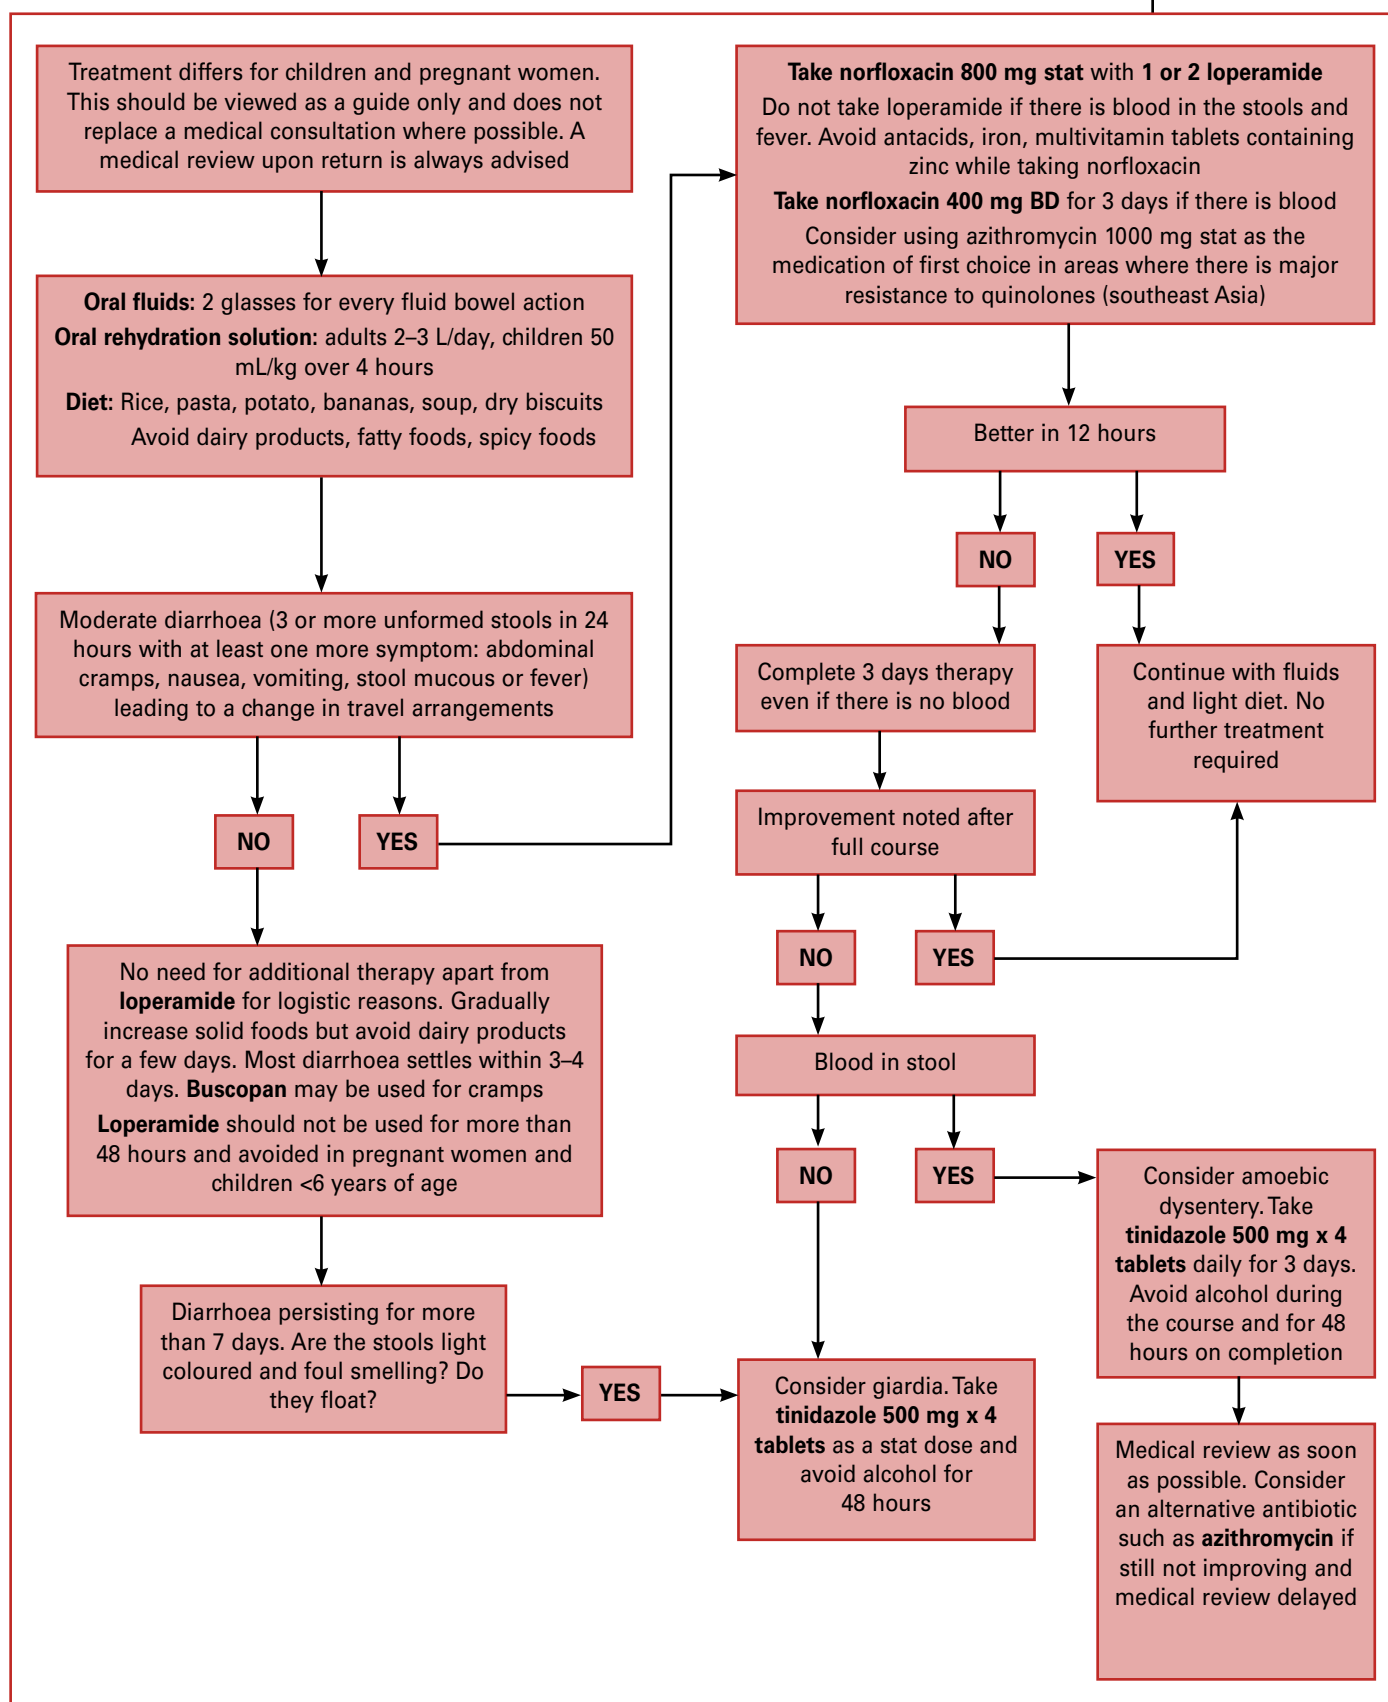 Treatment differs for children and pregnant women.
This should be viewed as a guide only and does not
replace a medical consultation where possible. A
medical review upon return is always advised
Oral fluids: 2 glasses for every fluid bowel action
Oral rehydration solution: adults 2–3 L/day, children 50
mL/kg over 4 hours
Diet: Rice, pasta, potato, bananas, soup, dry biscuits
Avoid dairy products, fatty foods, spicy foods
Moderate diarrhoea (3 or more unformed stools in 24
hours with at least one more symptom: abdominal
cramps, nausea, vomiting, stool mucous or fever)
leading to a change in travel arrangements
NO
YES
No need for additional therapy apart from
loperamide for logistic reasons. Gradually
increase solid foods but avoid dairy products
for a few days. Most diarrhoea settles within 3–4
days. Buscopan may be used for cramps
Loperamide should not be used for more than
48 hours and avoided in pregnant women and
children <6 years of age
Diarrhoea persisting for more
than 7 days. Are the stools light
coloured and foul smelling? Do
they float?
YES
Take norfloxacin 800 mg stat with 1 or 2 loperamide
Do not take loperamide if there is blood in the stools and
fever. Avoid antacids, iron, multivitamin tablets containing
zinc while taking norfloxacin
Take norfloxacin 400 mg BD for 3 days if there is blood
Consider using azithromycin 1000 mg stat as the
medication of first choice in areas where there is major
resistance to quinolones (southeast Asia)
Better in 12 hours
NO
YES
Complete 3 days therapy
even if there is no blood
Continue with fluids
and light diet. No
further treatment
required
Improvement noted after
full course
NO
YES
Blood in stool
NO
YES
Consider giardia. Take
tinidazole 500 mg x 4
tablets as a stat dose and
avoid alcohol for
48 hours
Consider amoebic
dysentery. Take
tinidazole 500 mg x 4
tablets daily for 3 days.
Avoid alcohol during
the course and for 48
hours on completion
Medical review as soon
as possible. Consider
an alternative antibiotic
such as azithromycin if
still not improving and
medical review delayed